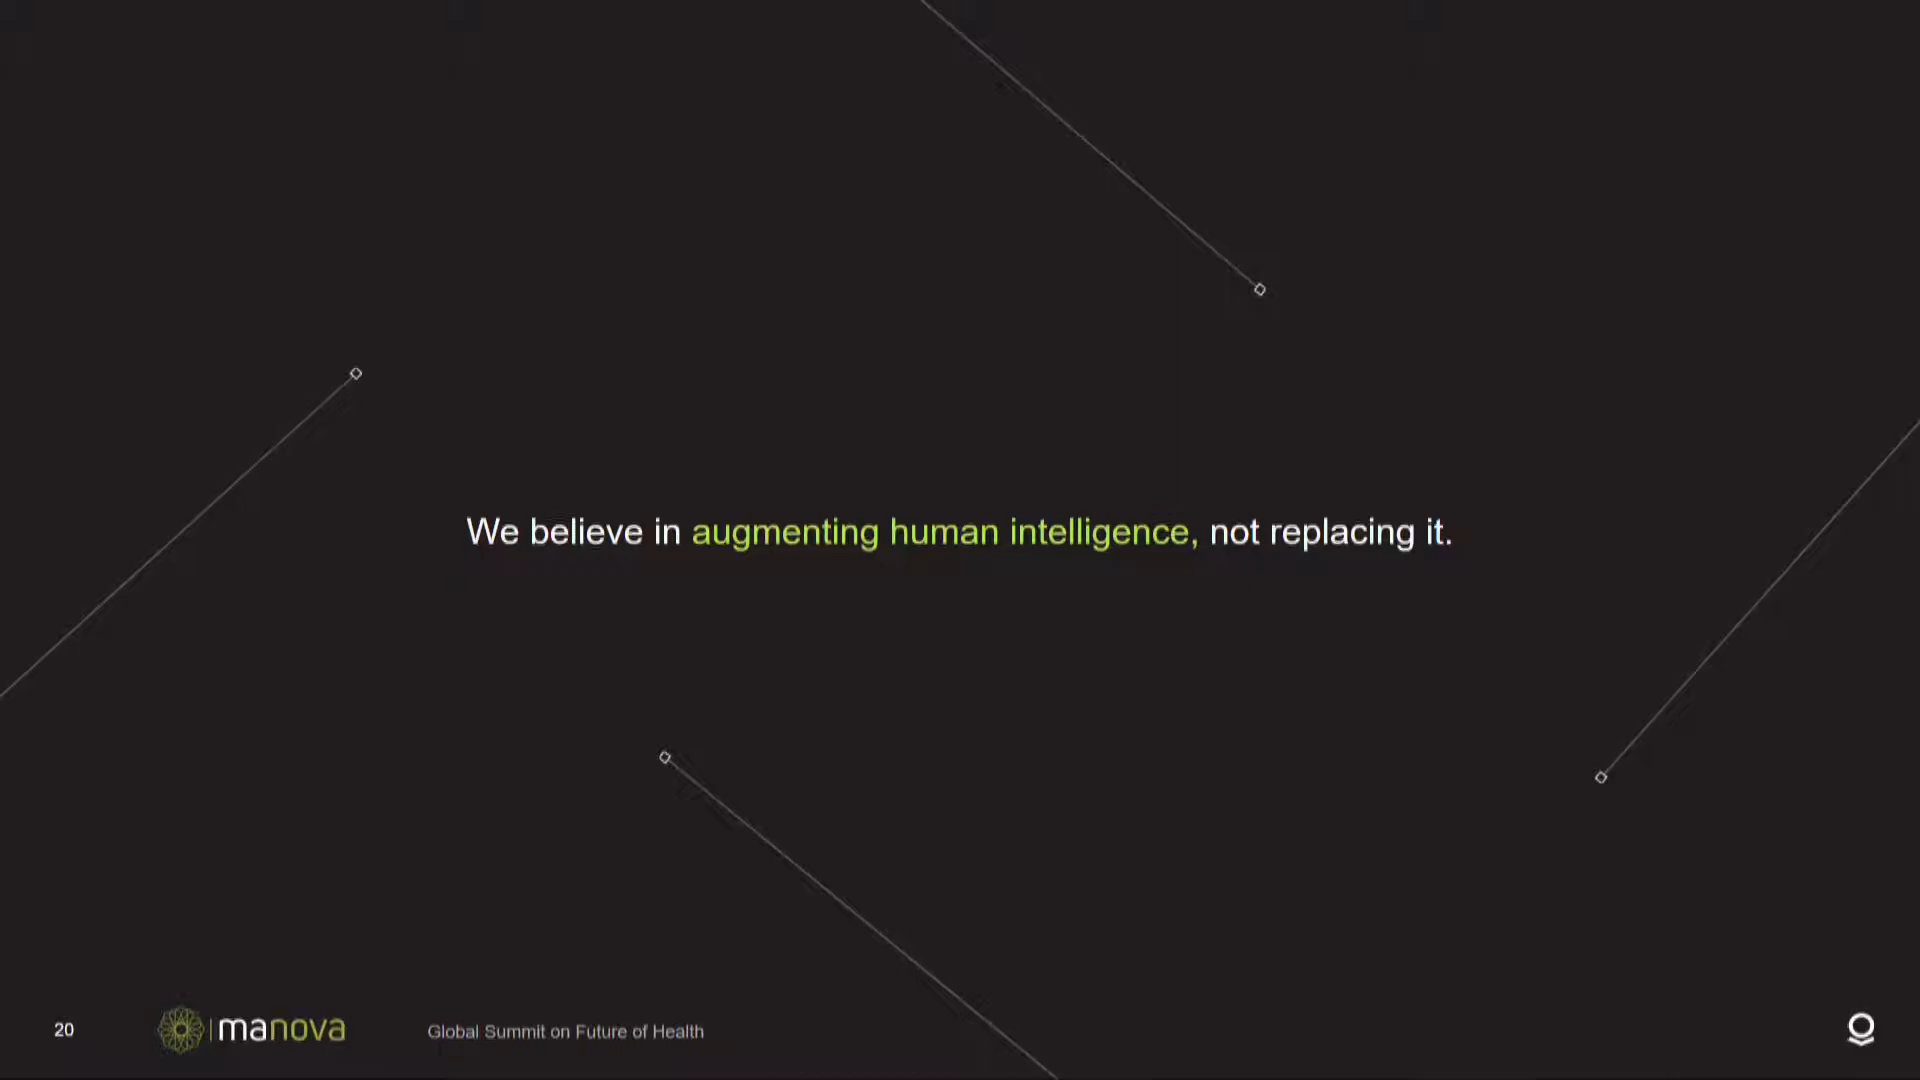 We believe in augmenting human intelligence, not replacing it.
20
manova
Global Summit on Future of Health